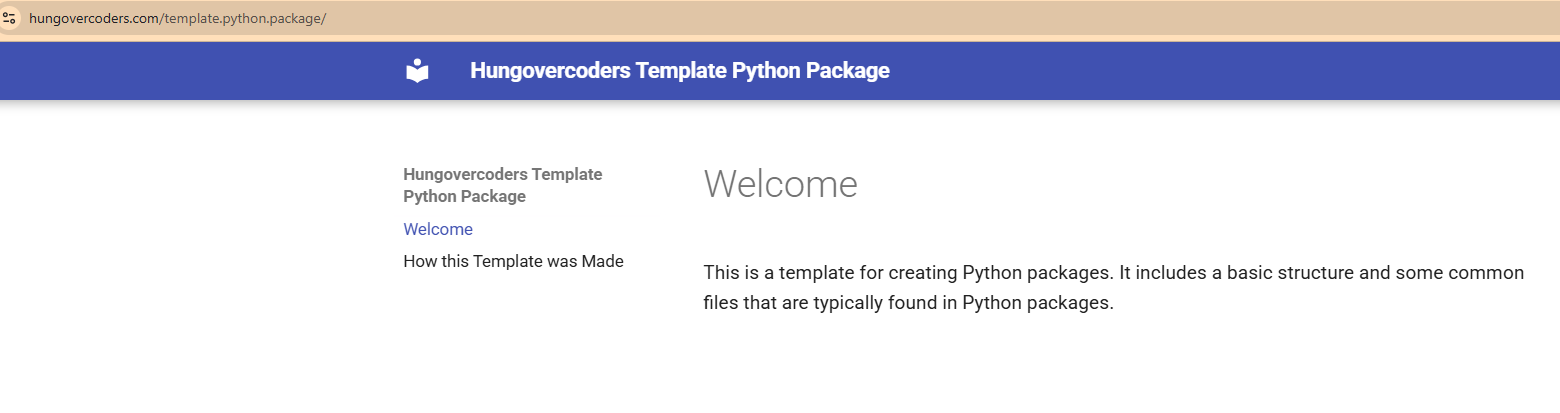 hungovercoders.com/template.python.package/
Hungovercoders Template Python Package
Hungovercoders Template
Python Package
Welcome
How this Template was Made
Welcome
This is a template for creating Python packages. It includes a basic structure and some common
files that are typically found in Python packages.